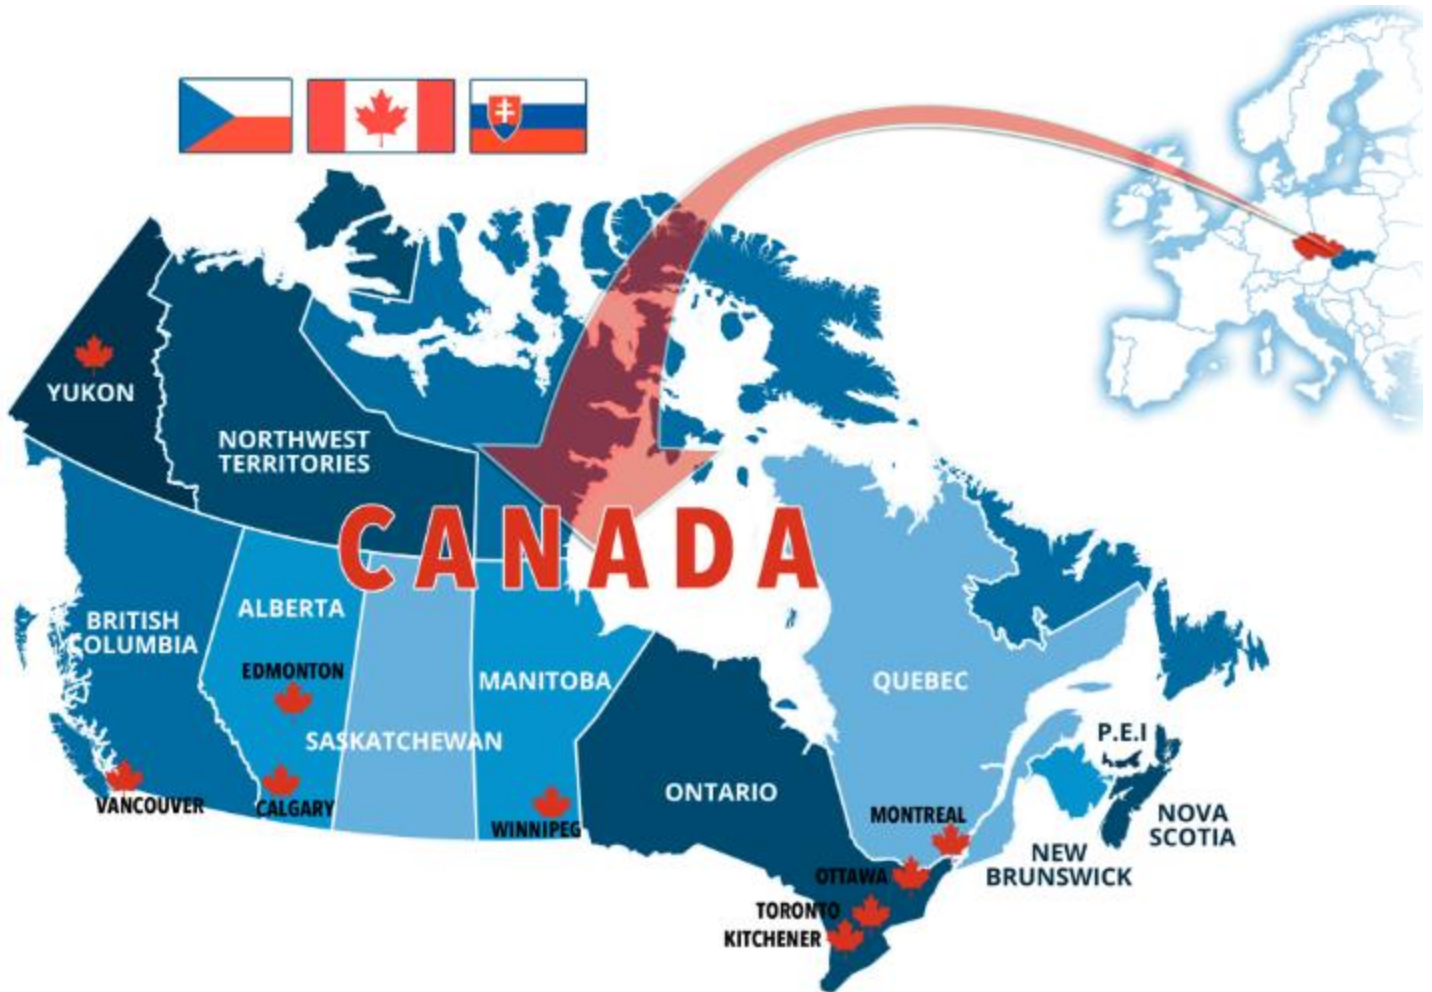 YUKON
NORTHWEST
TERRITORIES
CANADA
BRITISH
COLUMBIA
ALBERTA
EDMONTON
MANITOBA
QUEBEC
SASKATCHEWAN
P.E.I
ONTARIO
VANCOUVER
CALGARY
WINNIPEG
MONTREAL
NOVA
SCOTIA
NEW
BRUNSWICK
OTTAWA
TORONTO
KITCHENER